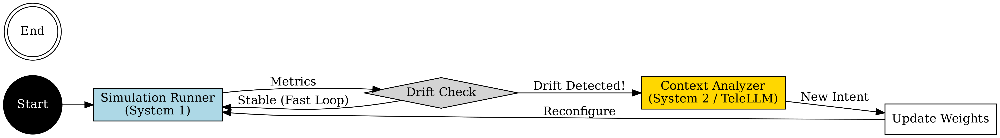 End
Start
Simulation Runner
(System 1)
Metrics
Stable (Fast Loop)
Drift Check
Drift Detected!
Reconfigure
Context Analyzer
(System 2 / TeleLLM)
New Intent
Update Weights